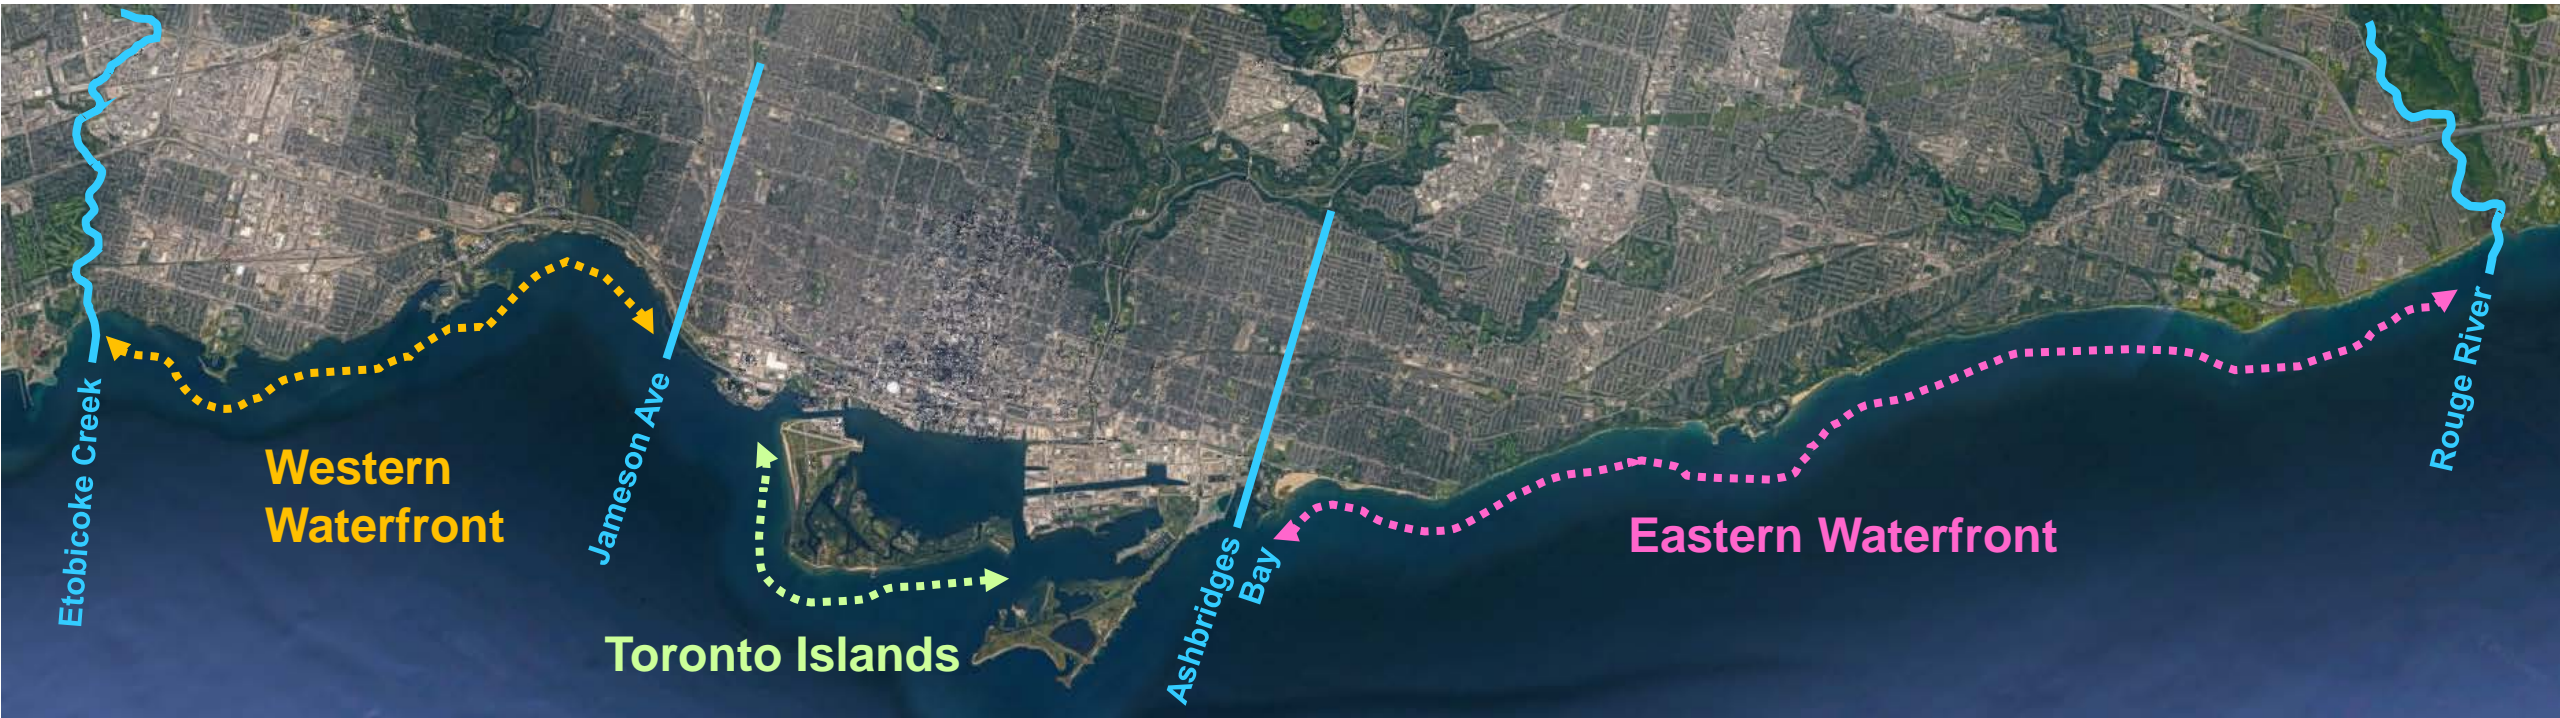 Etobicoke Creek
Western
Waterfront
Jameson Ave
Toronto Islands
Ashbridges
Bay
Eastern Waterfront
Rouge River